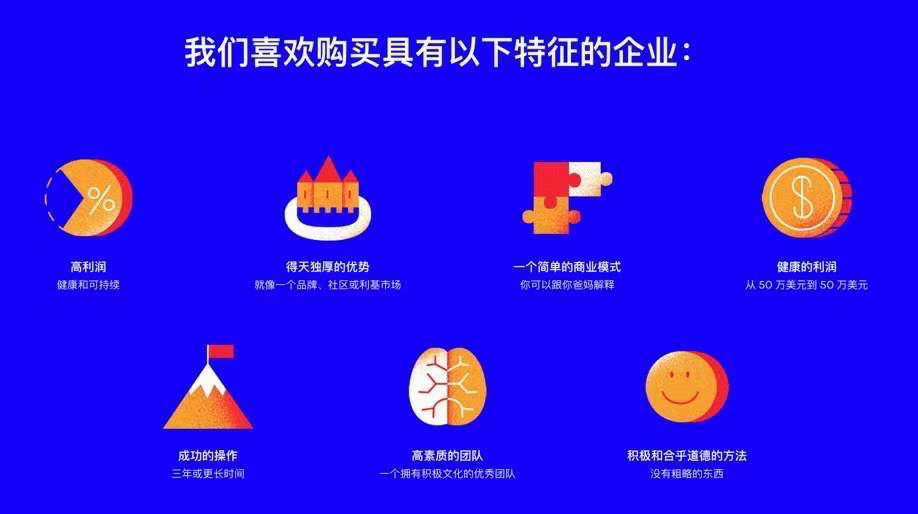 我们喜欢购买具有以下特征的企业：
%
$
高利润
健康和可持续
得天独厚的优势
就像一个品牌、社区或利基市场
一个简单的商业模式
你可以跟你爸妈解释
健康的利润
从 50 万美元到 50 万美元
成功的操作
三年或更长时间
高素质的团队
一个拥有积极文化的优秀团队
积极和合乎道德的方法
没有粗略的东西